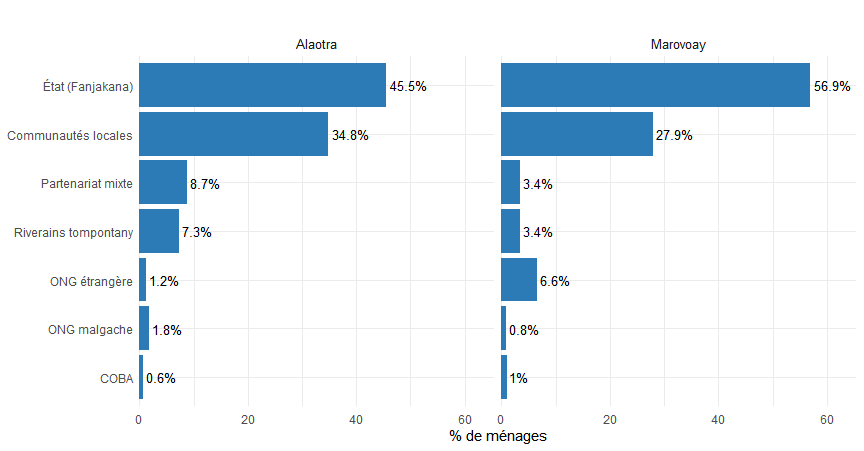 Alaotra
Marovoay
État (Fanjakana)
45.5%
56.9%
Communautés locales
34.8%
27.9%
Partenariat mixte
8.7%
3.4%
Riverains tompontany
7.3%
3.4%
ONG étrangère
1.2%
6.6%
ONG malgache
1.8%
0.8%
COBA
0.6%
1%
0
20
40
60
0
20
40
60
% de ménages